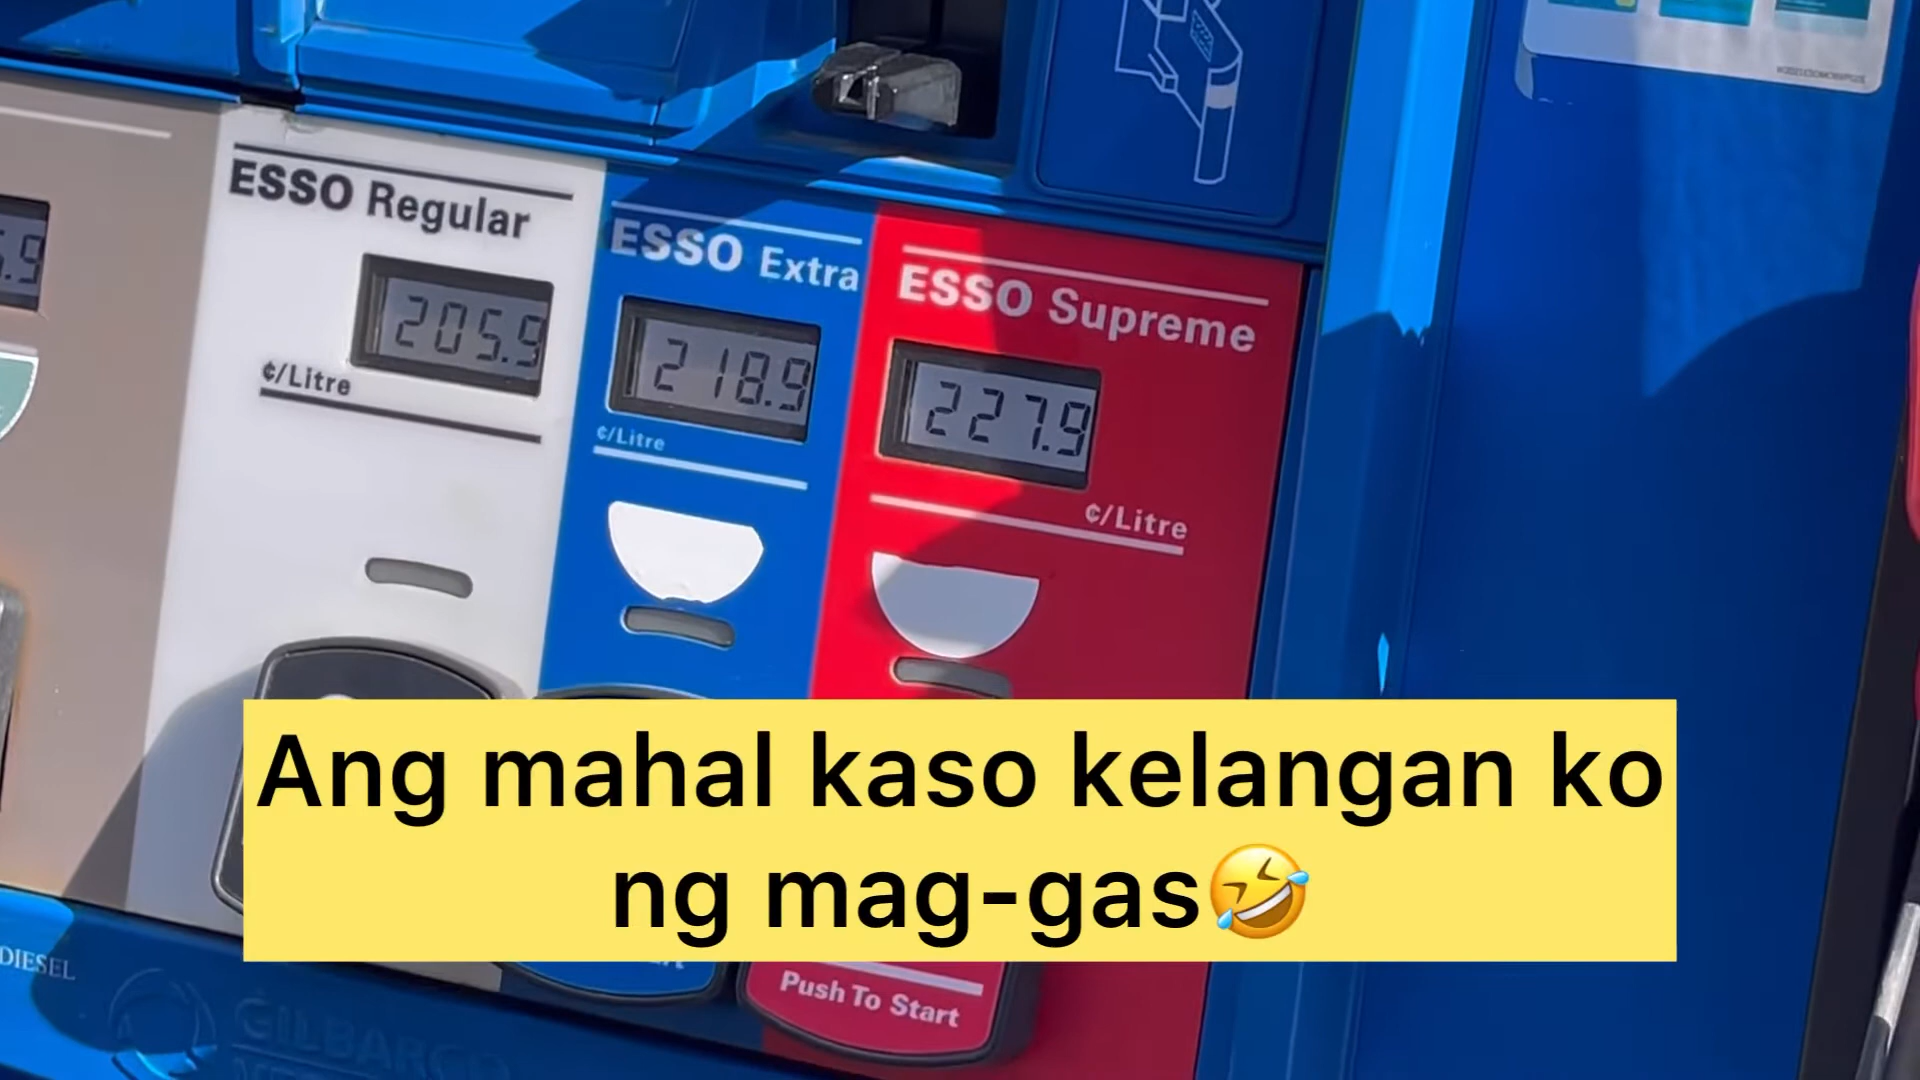 ESSO Regular
205.9
¢/Litre
ESSO Extra
218.9
¢/Litre
ESSO Supreme
227.9
¢/Litre
Ang mahal kaso kelangan ko
ng mag-gas🤣
Push To Start
DIESEL
GILBARCO